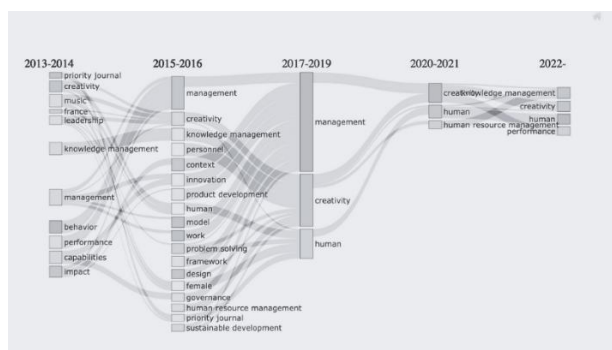 2013-2014
2015-2016
2017-2019
2020-2021
2022-
priority journal
creativity
music
france
leadership
knowledge management
management
behavior
performance
capabilities
impact
management
creativity
knowledge management
personnel
context
innovation
product development
human
model
work
problem solving
framework
design
female
governance
human resource management
priority journal
sustainable development
management
creativity
human
creativity
human
human resource management
knowledge management
creativity
human
performance